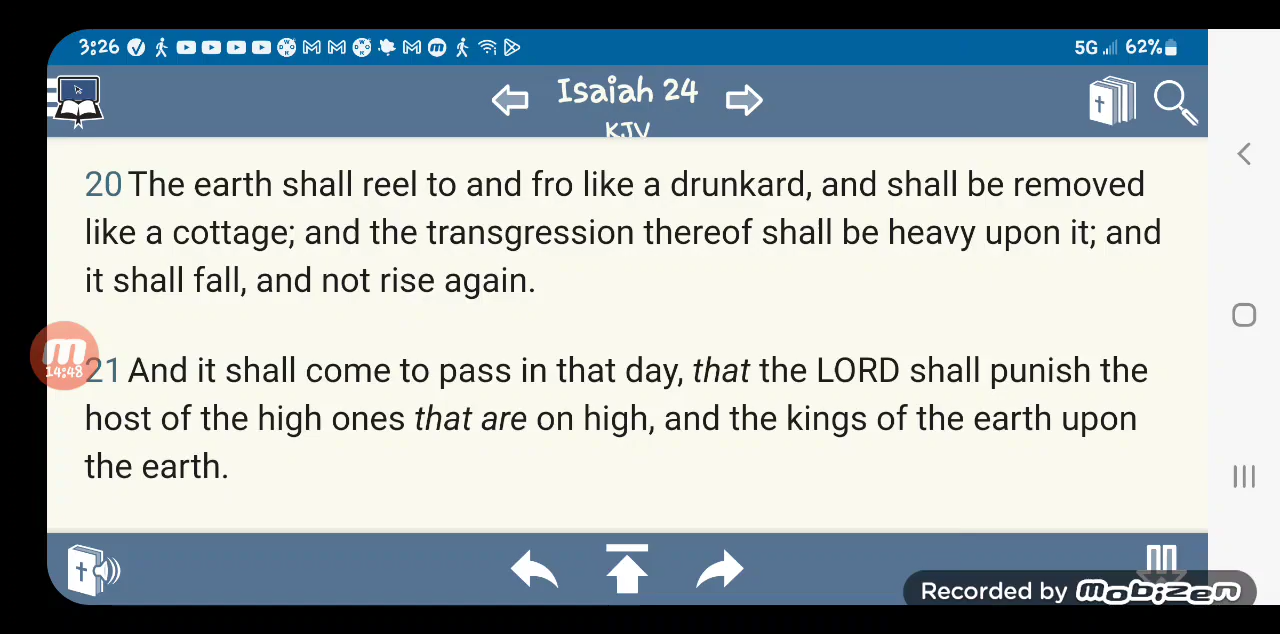 3:26 5G 62%
Isaiah 24
KJV
20 The earth shall reel to and fro like a drunkard, and shall be removed
like a cottage; and the transgression thereof shall be heavy upon it; and
it shall fall, and not rise again.
14:48
21 And it shall come to pass in that day, that the LORD shall punish the
host of the high ones that are on high, and the kings of the earth upon
the earth.
Recorded by mobizen